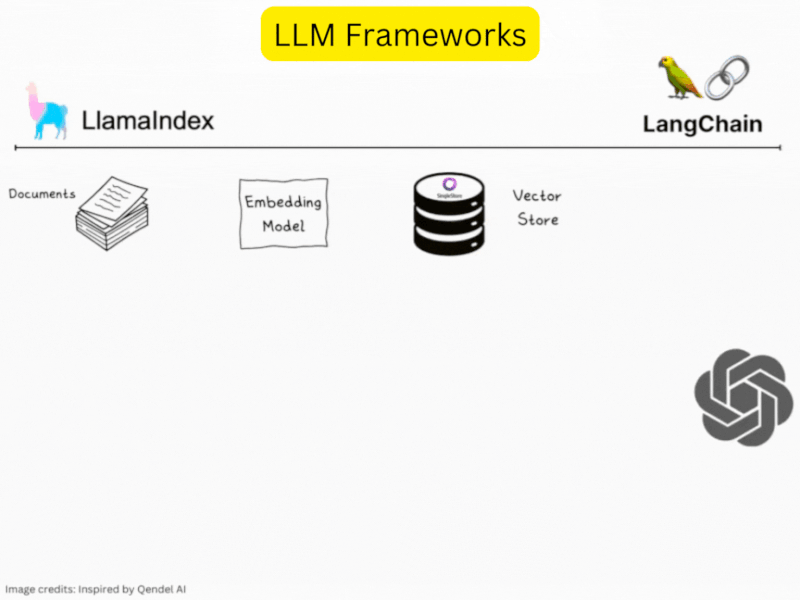 LLM Frameworks
LlamaIndex
LangChain
Documents
Embedding
Model
SingleStore
Vector
Store
Image credits: Inspired by Qendel AI